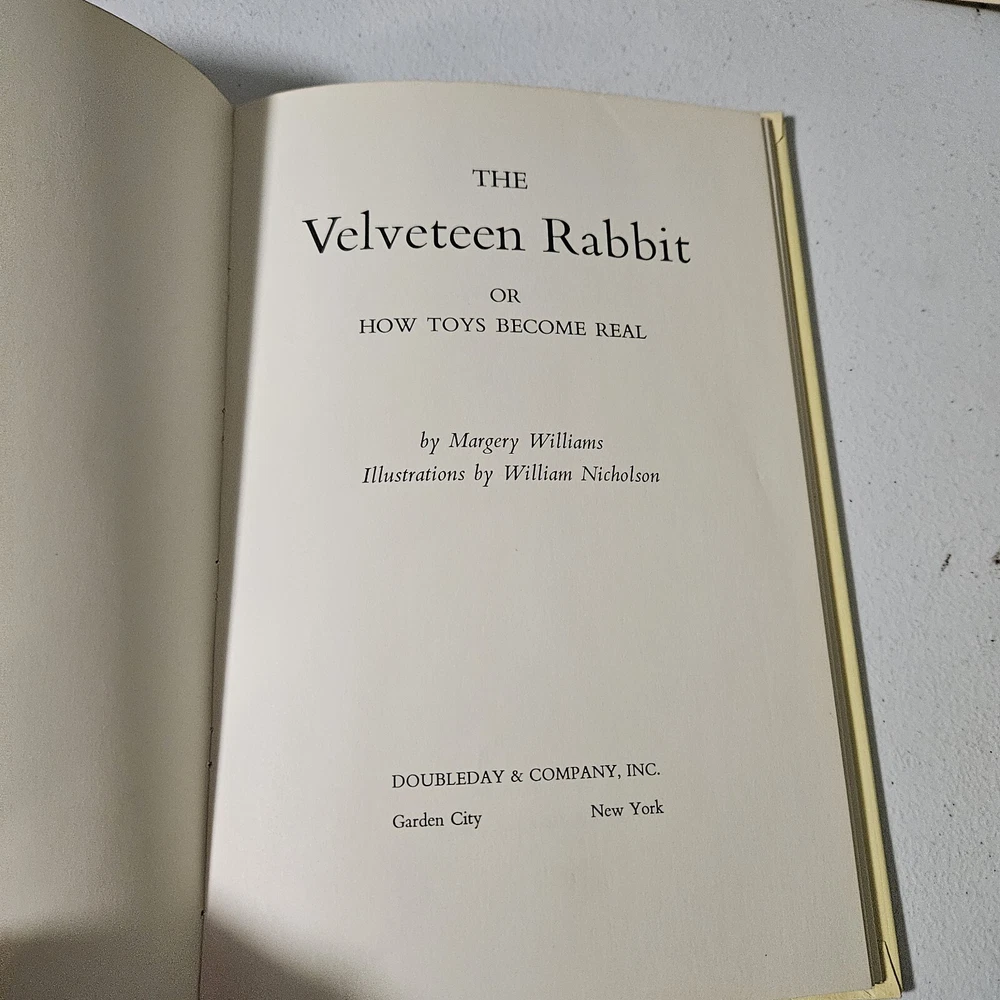 THE
Velveteen Rabbit
OR
HOW TOYS BECOME REAL
by Margery Williams
Illustrations by William Nicholson
DOUBLEDAY & COMPANY, INC.
Garden City New York